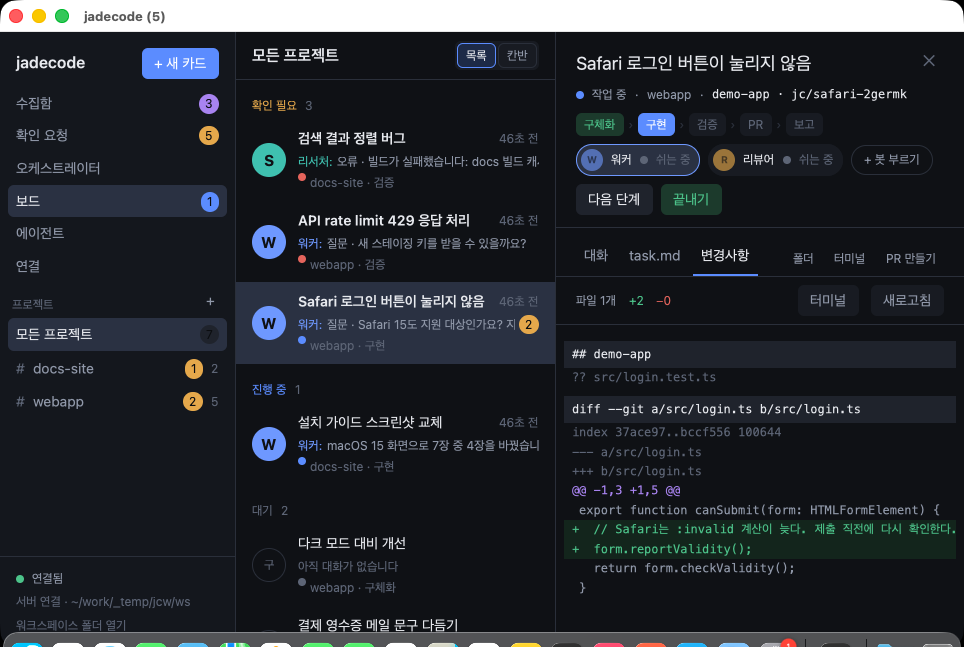 jadecode (5)
jadecode
+ 새 카드
수집함 3
확인 요청 5
오케스트레이터
보드 1
에이전트
연결
프로젝트 +
모든 프로젝트 7
# docs-site 1 2
# webapp 2 5
연결됨
서버 연결 · ~/work/_temp/jcw/ws
워크스페이스 폴더 열기
모든 프로젝트
목록 칸반
확인 필요 3
S
검색 결과 정렬 버그 46초 전
리서처: 오류 · 빌드가 실패했습니다: docs 빌드 캐
docs-site · 검증
W
API rate limit 429 응답 처리 46초 전
워커: 질문 · 새 스테이징 키를 받을 수 있을까요?
webapp · 검증
W
Safari 로그인 버튼이 눌리지 않음 46초 전
워커: 질문 · Safari 15도 지원 대상인가요? 2
webapp · 구현
진행 중 1
W
설치 가이드 스크린샷 교체 46초 전
워커: macOS 15 화면으로 7장 중 4장을 바꿨습니
docs-site · 구현
대기 2
구
다크 모드 대비 개선
아직 대화가 없습니다
webapp · 구체화
결제 영수증 메일 문구 다듬기
Safari 로그인 버튼이 눌리지 않음
작업 중 · webapp · demo-app · jc/safari-2germk
구체화 › 구현 › 검증 › PR › 보고
W 워커 쉬는 중 R 리뷰어 쉬는 중 + 봇 부르기
다음 단계 끝내기
대화 task.md 변경사항 폴더 터미널 PR 만들기
파일 1개 +2 −0 터미널 새로고침
## demo-app
?? src/login.test.ts
diff --git a/src/login.ts b/src/login.ts
index 37ace97..bccf556 100644
--- a/src/login.ts
+++ b/src/login.ts
@@ -1,3 +1,5 @@
export function canSubmit(form: HTMLFormElement) {
+ // Safari는 :invalid 계산이 늦다. 제출 직전에 다시 확인한다.
+ form.reportValidity();
return form.checkValidity();
}
1